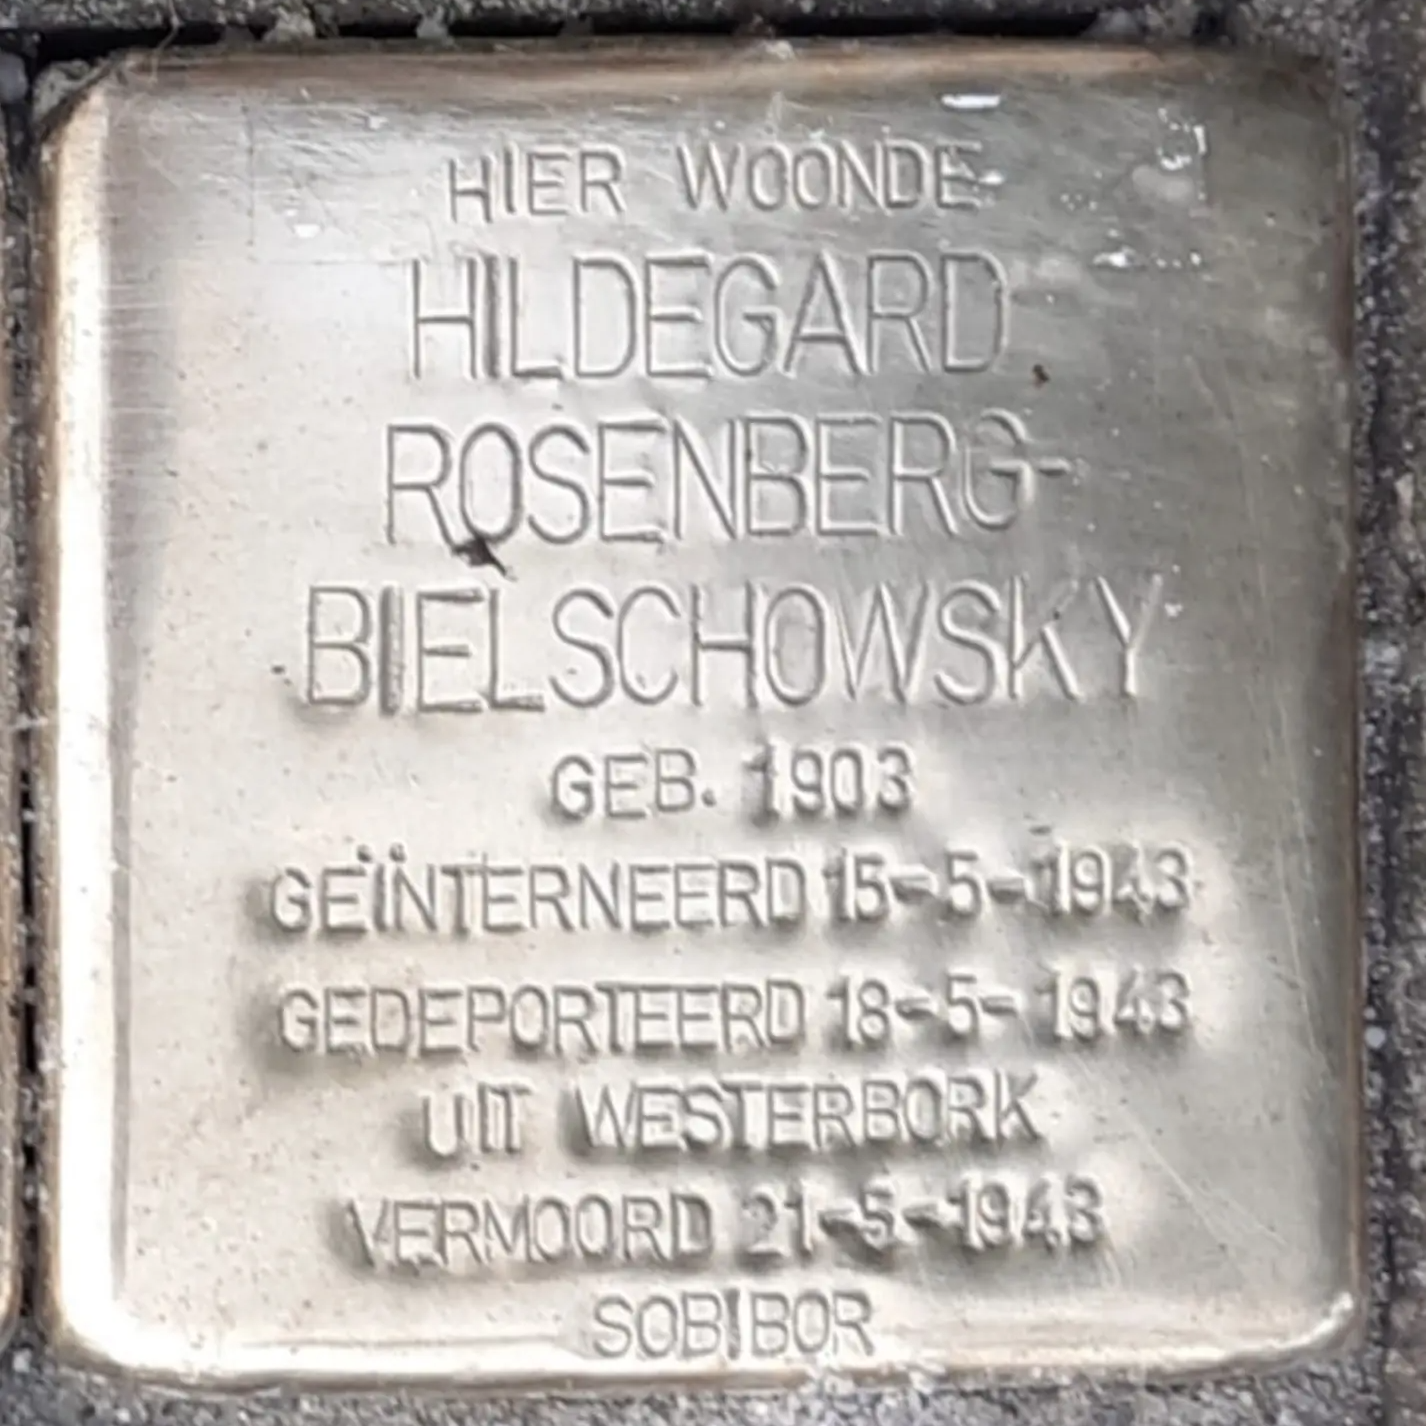 HIER WOONDE
HILDEGARD
ROSENBERG-
BIELSCHOWSKY
GEB. 1903
GEÏNTERNEERD 15-5-1943
GEDEPORTEERD 18-5-1943
UIT WESTERBORK
VERMOORD 21-5-1943
SOBIBOR